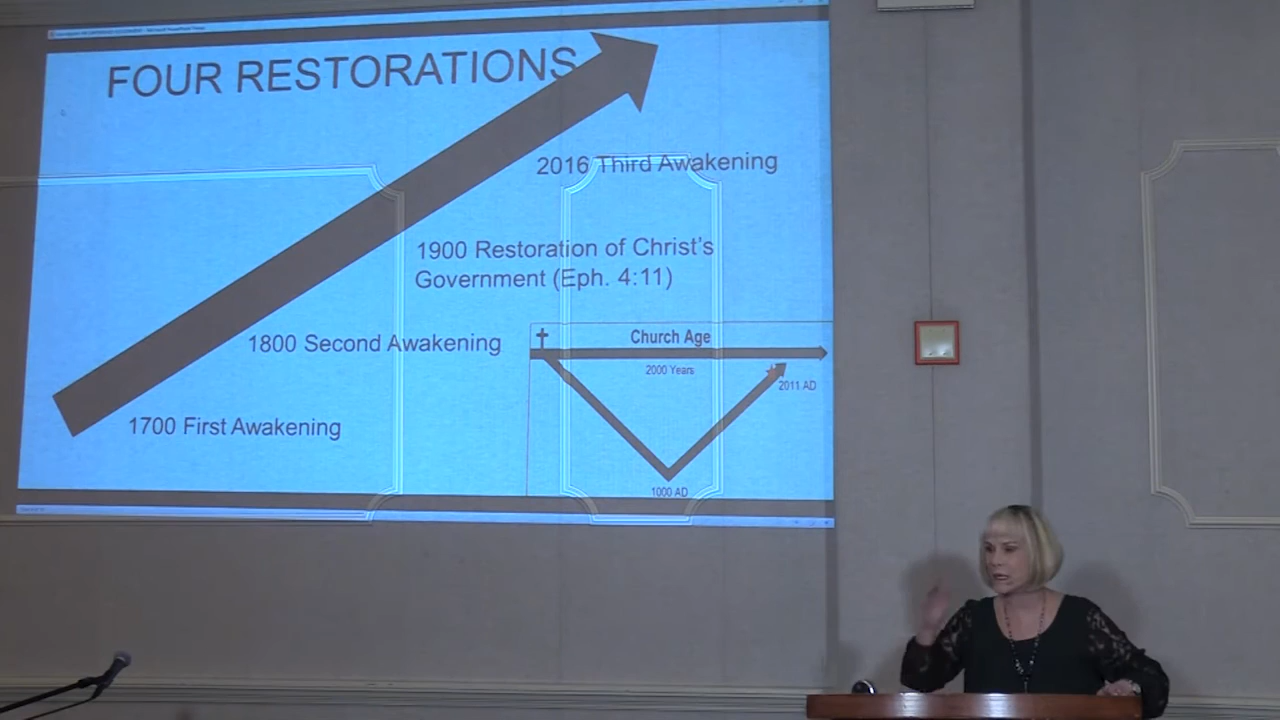 FOUR RESTORATIONS
2016 Third Awakening
1900 Restoration of Christ's
Government (Eph. 4:11)
1800 Second Awakening
1700 First Awakening
Church Age
2000 Years
2011 AD
1000 AD